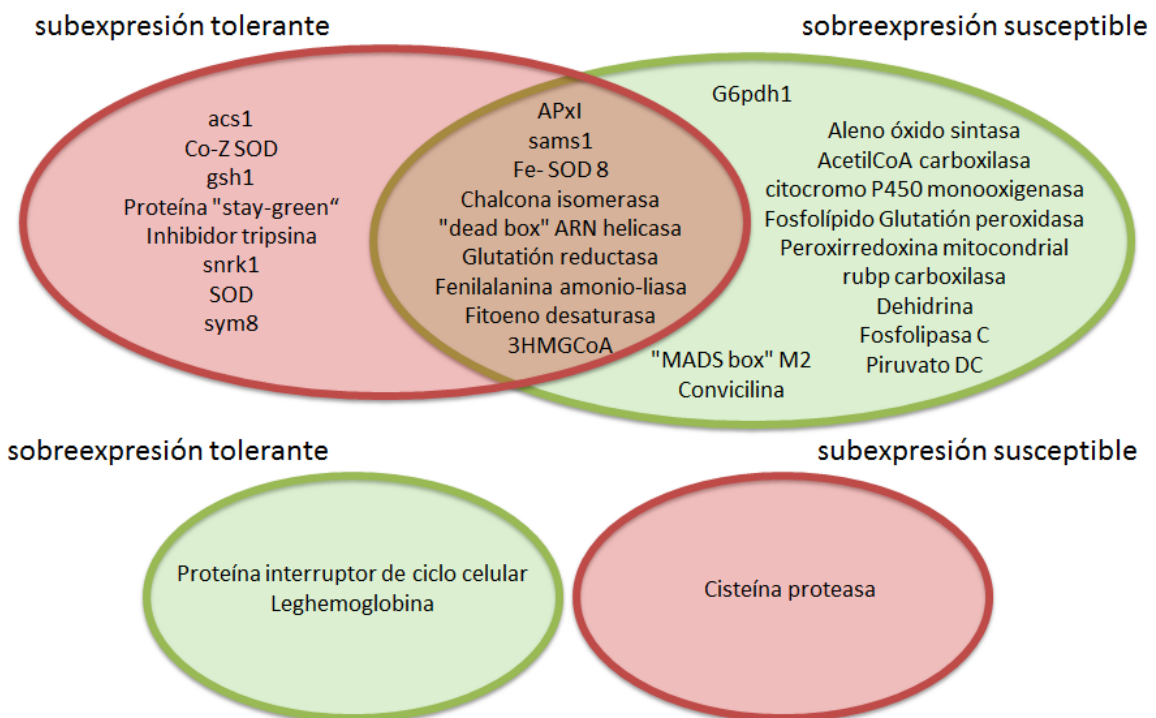 subexpresión tolerante
sobreexpresión susceptible
acs1
Co-Z SOD
gsh1
Proteína "stay-green“
Inhibidor tripsina
snrk1
SOD
sym8
APxI
sams1
Fe- SOD 8
Chalcona isomerasa
"dead box" ARN helicasa
Glutatión reductasa
Fenilalanina amonio-liasa
Fitoeno desaturasa
3HMGCoA
G6pdh1
Aleno óxido sintasa
AcetilCoA carboxilasa
citocromo P450 monooxigenasa
Fosfolípido Glutatión peroxidasa
Peroxirredoxina mitocondrial
rubp carboxilasa
Dehidrina
Fosfolipasa C
Piruvato DC
"MADS box" M2
Convicilina
sobreexpresión tolerante
subexpresión susceptible
Proteína interruptor de ciclo celular
Leghemoglobina
Cisteína proteasa